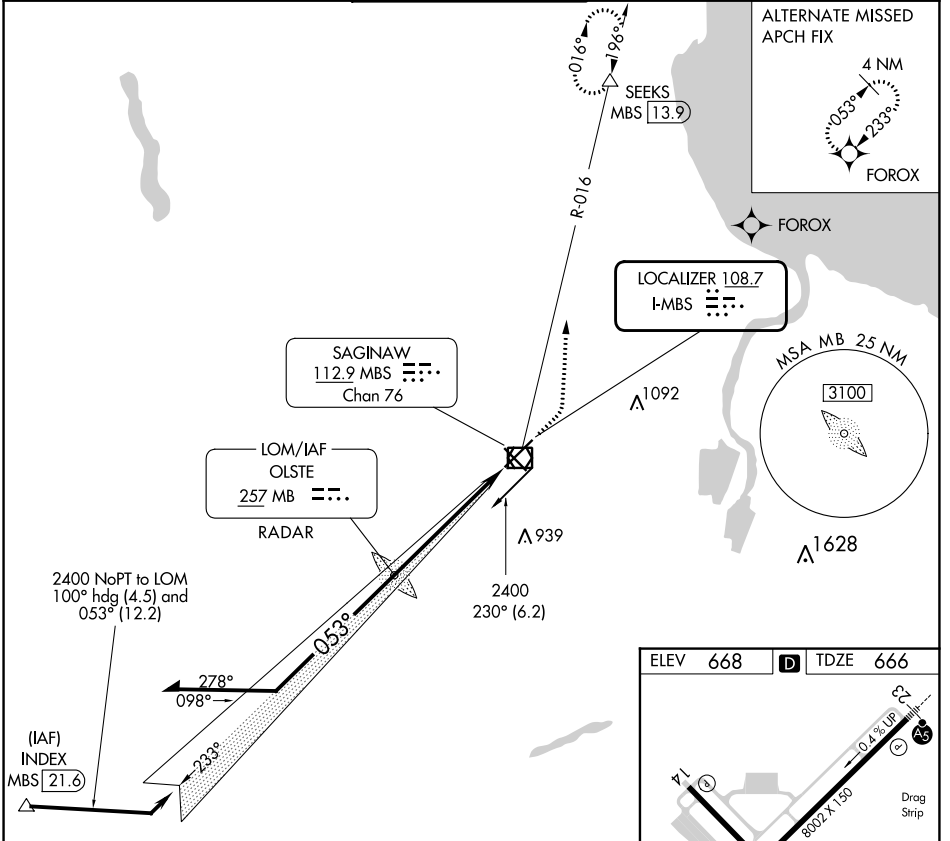 ALTERNATE MISSED
APCH FIX
4 NM
053°
233°
FOROX
016°
196°
SEEKS
MBS 13.9
R-016
FOROX
LOCALIZER 108.7
I-MBS
SAGINAW
112.9 MBS
Chan 76
1092
MSA MB 25 NM
3100
LOM/IAF
OLSTE
257 MB
RADAR
939
1628
2400 NoPT to LOM
100° hdg (4.5) and
053° (12.2)
2400
230° (6.2)
053°
278°
098°
233°
(IAF)
INDEX
MBS 21.6
ELEV 668 D TDZE 666
23
A5
0.4% UP
P
14
P
8002 X 150
Drag
Strip